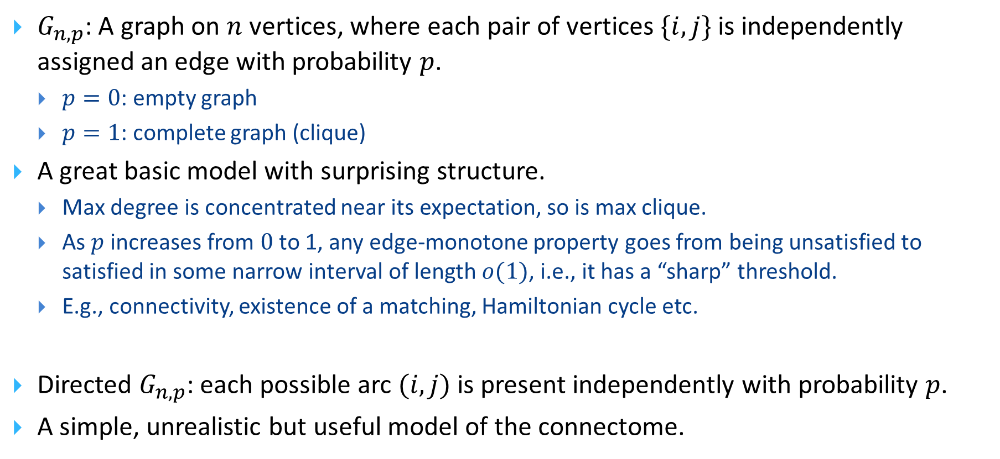 G_{n,p}: A graph on n vertices, where each pair of vertices {i, j} is independently
assigned an edge with probability p.
p = 0: empty graph
p = 1: complete graph (clique)
A great basic model with surprising structure.
Max degree is concentrated near its expectation, so is max clique.
As p increases from 0 to 1, any edge-monotone property goes from being unsatisfied to
satisfied in some narrow interval of length o(1), i.e., it has a “sharp” threshold.
E.g., connectivity, existence of a matching, Hamiltonian cycle etc.
Directed G_{n,p}: each possible arc (i, j) is present independently with probability p.
A simple, unrealistic but useful model of the connectome.